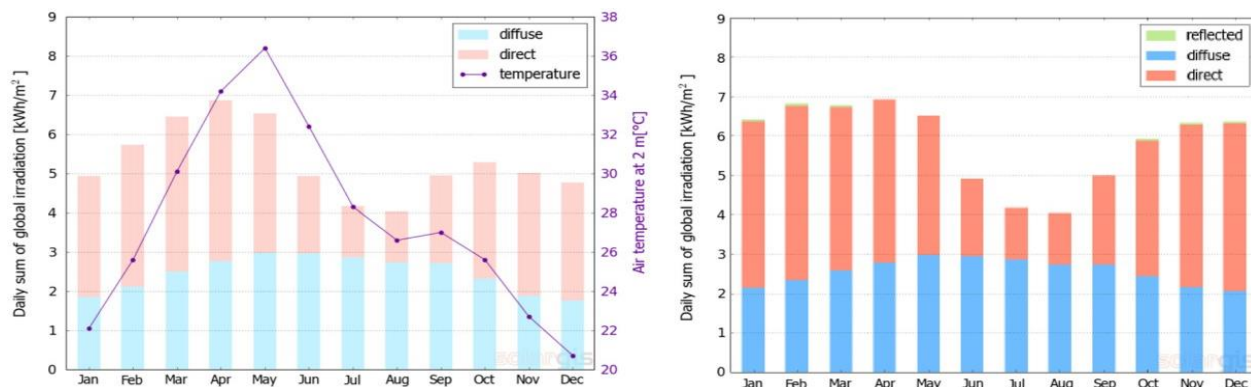 9
8
7
6
5
4
3
2
1
0
Daily sum of global irradiation [kWh/m²]
diffuse
direct
temperature
38
36
34
32
30
28
26
24
22
20
Air temperature at 2 m[°C]
Jan Feb Mar Apr May Jun Jul Aug Sep Oct Nov Dec
solargis
9
8
7
6
5
4
3
2
1
0
Daily sum of global irradiation [kWh/m²]
reflected
diffuse
direct
Jan Feb Mar Apr May Jun Jul Aug Sep Oct Nov Dec
solargis